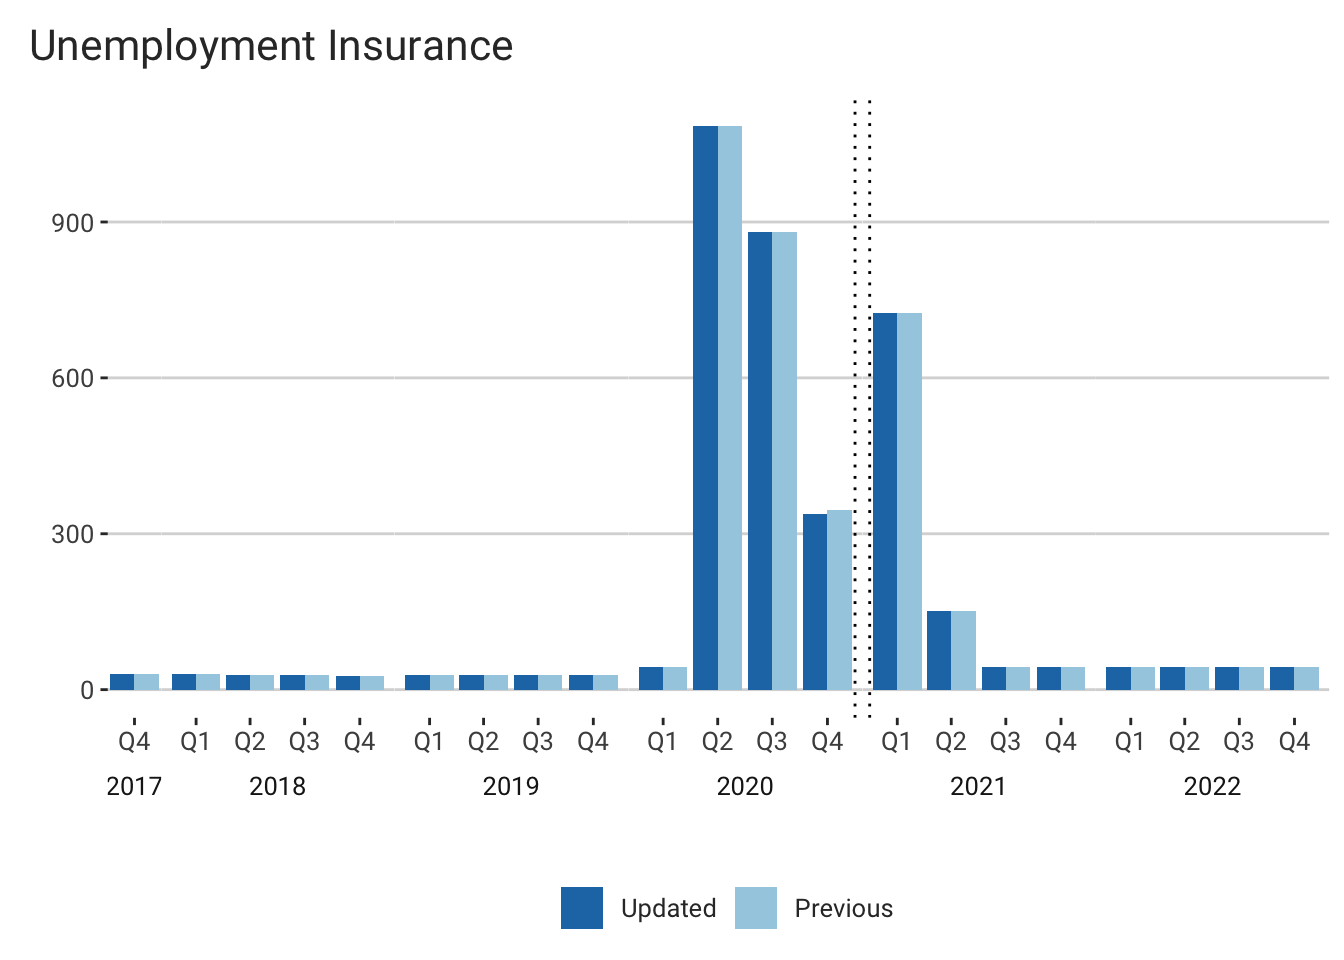 Unemployment Insurance
900
600
300
0
Q4 Q1 Q2 Q3 Q4 Q1 Q2 Q3 Q4 Q1 Q2 Q3 Q4 Q1 Q2 Q3 Q4 Q1 Q2 Q3 Q4
2017 2018 2019 2020 2021 2022
Updated Previous